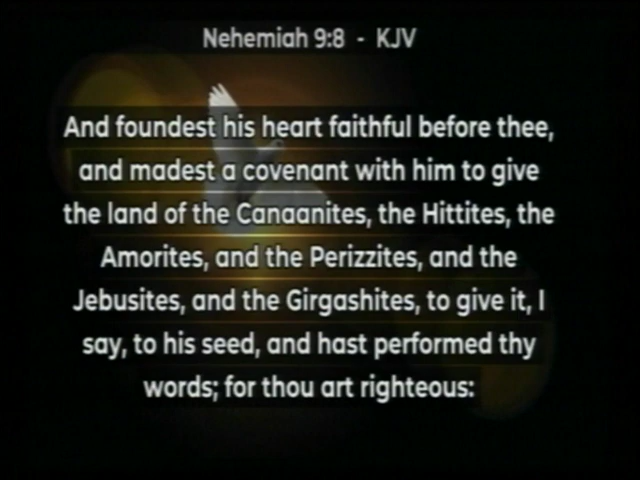 Nehemiah 9:8 - KJV
And foundest his heart faithful before thee,
and madest a covenant with him to give
the land of the Canaanites, the Hittites, the
Amorites, and the Perizzites, and the
Jebusites, and the Girgashites, to give it, I
say, to his seed, and hast performed thy
words; for thou art righteous: